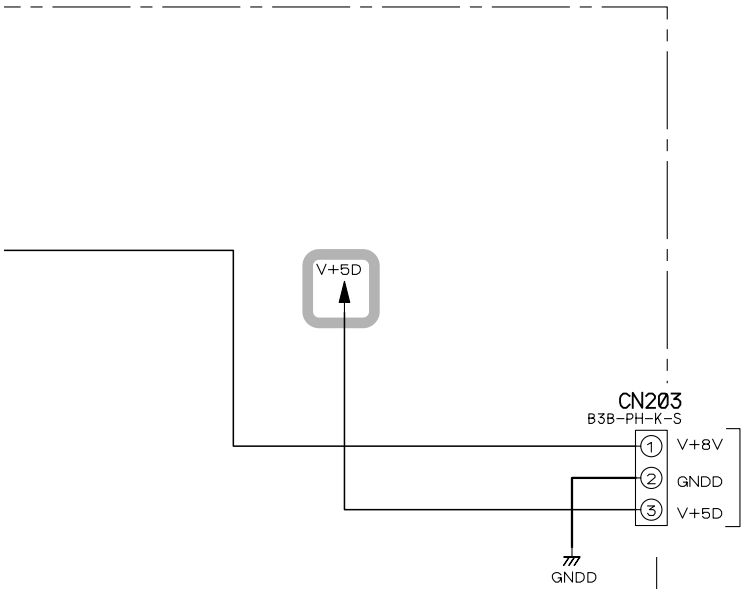 V+5D
CN203
B3B-PH-K-S
1 V+8V
2 GNDD
3 V+5D
GNDD